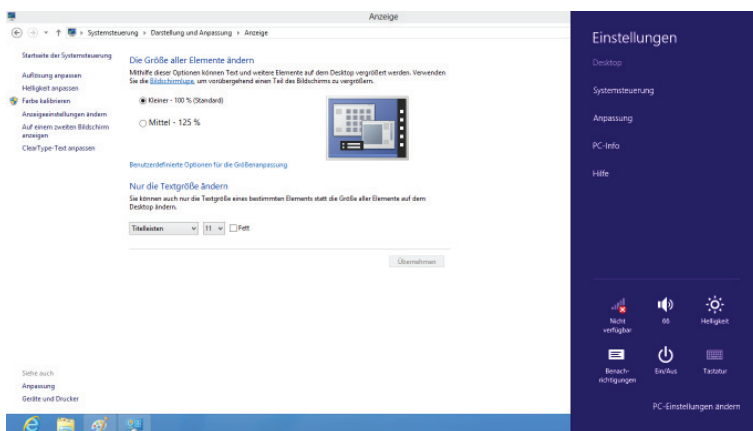 Anzeige
Systemsteuerung › Darstellung und Anpassung › Anzeige
Startseite der Systemsteuerung
Auflösung anpassen
Helligkeit anpassen
Farbe kalibrieren
Anzeigeeinstellungen ändern
Auf einem zweiten Bildschirm
anzeigen
ClearType-Text anpassen
Siehe auch
Anpassung
Geräte und Drucker
Die Größe aller Elemente ändern
Mithilfe dieser Optionen können Text und weitere Elemente auf dem Desktop vergrößert werden. Verwenden
Sie die Bildschirmlupe, um vorübergehend einen Teil des Bildschirms zu vergrößern.
Kleiner - 100 % (Standard)
Mittel - 125 %
Benutzerdefinierte Optionen für die Größenanpassung
Nur die Textgröße ändern
Sie können auch nur die Textgröße eines bestimmten Elements statt die Größe aller Elemente auf dem
Desktop ändern.
Titelleisten 11 Fett
Übernehmen
Einstellungen
Desktop
Systemsteuerung
Anpassung
PC-Info
Hilfe
Nicht
verfügbar
66
Helligkeit
Benach-
richtigungen
Ein/Aus
Tastatur
PC-Einstellungen ändern